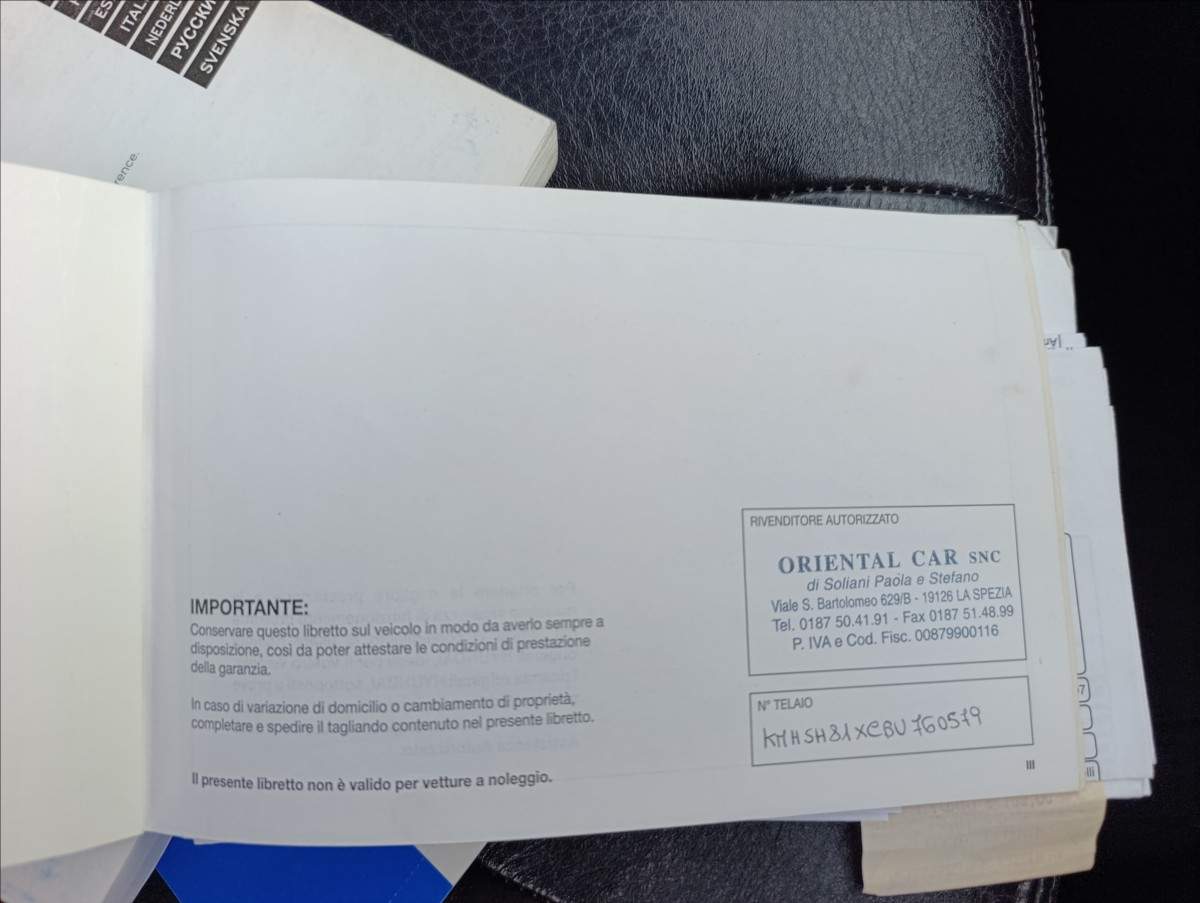 ITAL
NEDERL
РУССКИ
SVENSKA
rence.
IMPORTANTE:
Conservare questo libretto sul veicolo in modo da averlo sempre a
disposizione, così da poter attestare le condizioni di prestazione
della garanzia.
In caso di variazione di domicilio o cambiamento di proprietà,
completare e spedire il tagliando contenuto nel presente libretto.
Il presente libretto non è valido per vetture a noleggio.
RIVENDITORE AUTORIZZATO
ORIENTAL CAR SNC
di Soliani Paola e Stefano
Viale S. Bartolomeo 629/B - 19126 LA SPEZIA
Tel. 0187 50.41.91 - Fax 0187 51.48.99
P. IVA e Cod. Fisc. 00879900116
N° TELAIO
KMHSH81XCBU760579
III